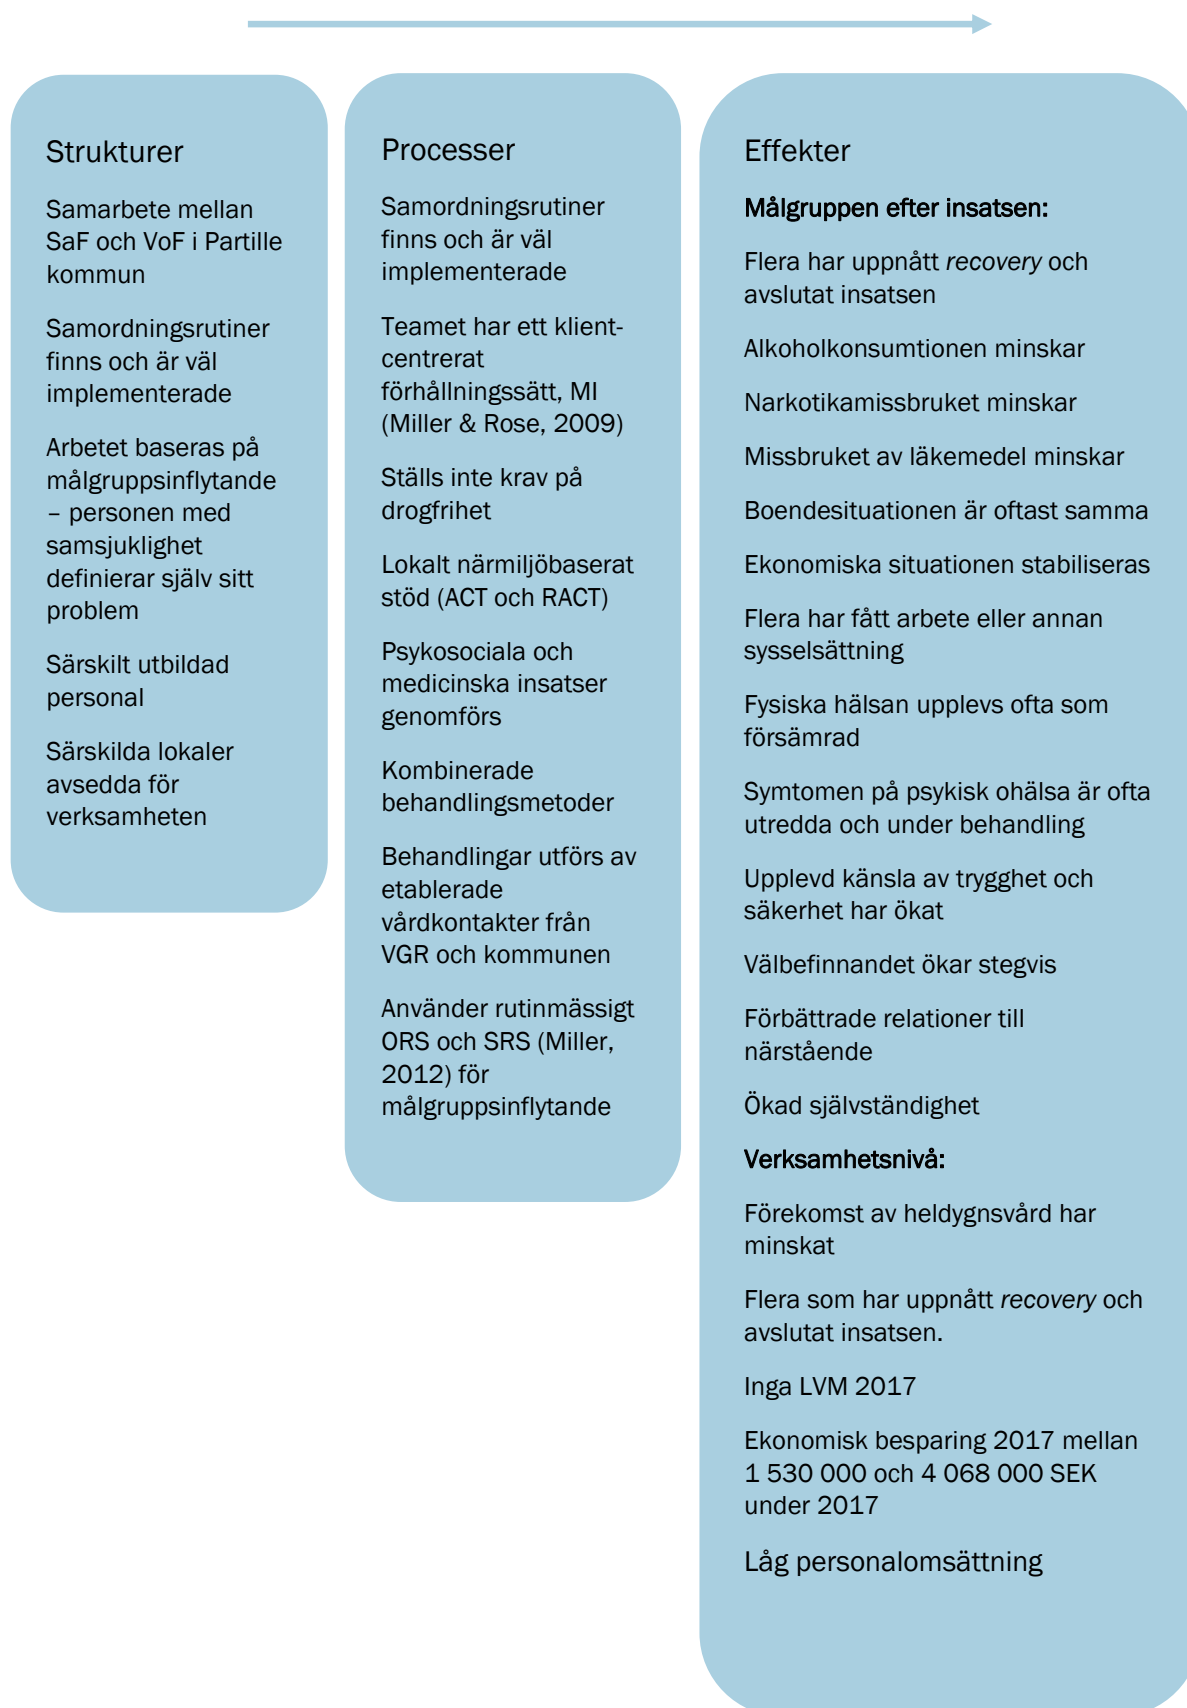 Strukturer
Samarbete mellan
SaF och VoF i Partille
kommun
Samordningsrutiner
finns och är väl
implementerade
Arbetet baseras på
målgruppsinflytande
– personen med
samsjuklighet
definierar själv sitt
problem
Särskilt utbildad
personal
Särskilda lokaler
avsedda för
verksamheten
Processer
Samordningsrutiner
finns och är väl
implementerade
Teamet har ett klient-
centrerat
förhållningssätt, MI
(Miller & Rose, 2009)
Ställs inte krav på
drogfrihet
Lokalt närmiljöbaserat
stöd (ACT och RACT)
Psykosociala och
medicinska insatser
genomförs
Kombinerade
behandlingsmetoder
Behandlingar utförs av
etablerade
vårdkontakter från
VGR och kommunen
Använder rutinmässigt
ORS och SRS (Miller,
2012) för
målgruppsinflytande
Effekter
Målgruppen efter insatsen:
Flera har uppnått recovery och
avslutat insatsen
Alkoholkonsumtionen minskar
Narkotikamissbruket minskar
Missbruket av läkemedel minskar
Boendesituationen är oftast samma
Ekonomiska situationen stabiliseras
Flera har fått arbete eller annan
sysselsättning
Fysiska hälsan upplevs ofta som
försämrad
Symtomen på psykisk ohälsa är ofta
utredda och under behandling
Upplevd känsla av trygghet och
säkerhet har ökat
Välbefinnandet ökar stegvis
Förbättrade relationer till
närstående
Ökad självständighet
Verksamhetsnivå:
Förekomst av heldygnsvård har
minskat
Flera som har uppnått recovery och
avslutat insatsen.
Inga LVM 2017
Ekonomisk besparing 2017 mellan
1 530 000 och 4 068 000 SEK
under 2017
Låg personalomsättning